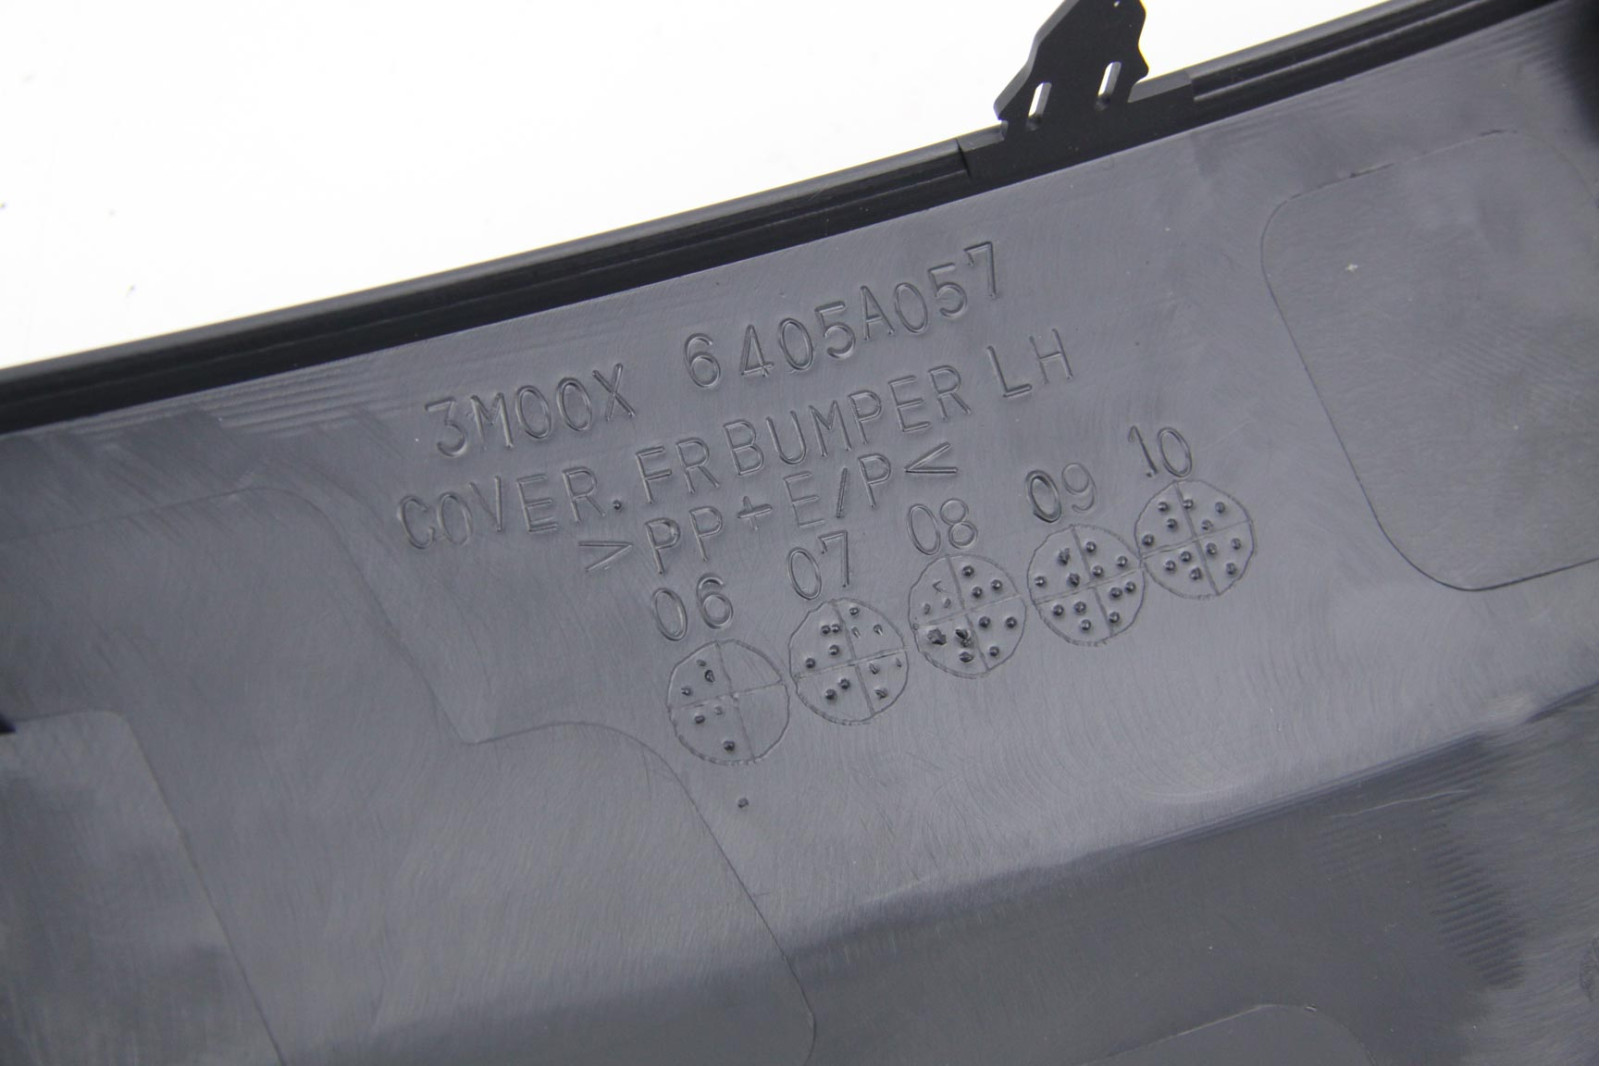 3M00X 6405A057
COVER. FR BUMPER LH
>PP+E/P<
06 07 08 09 10